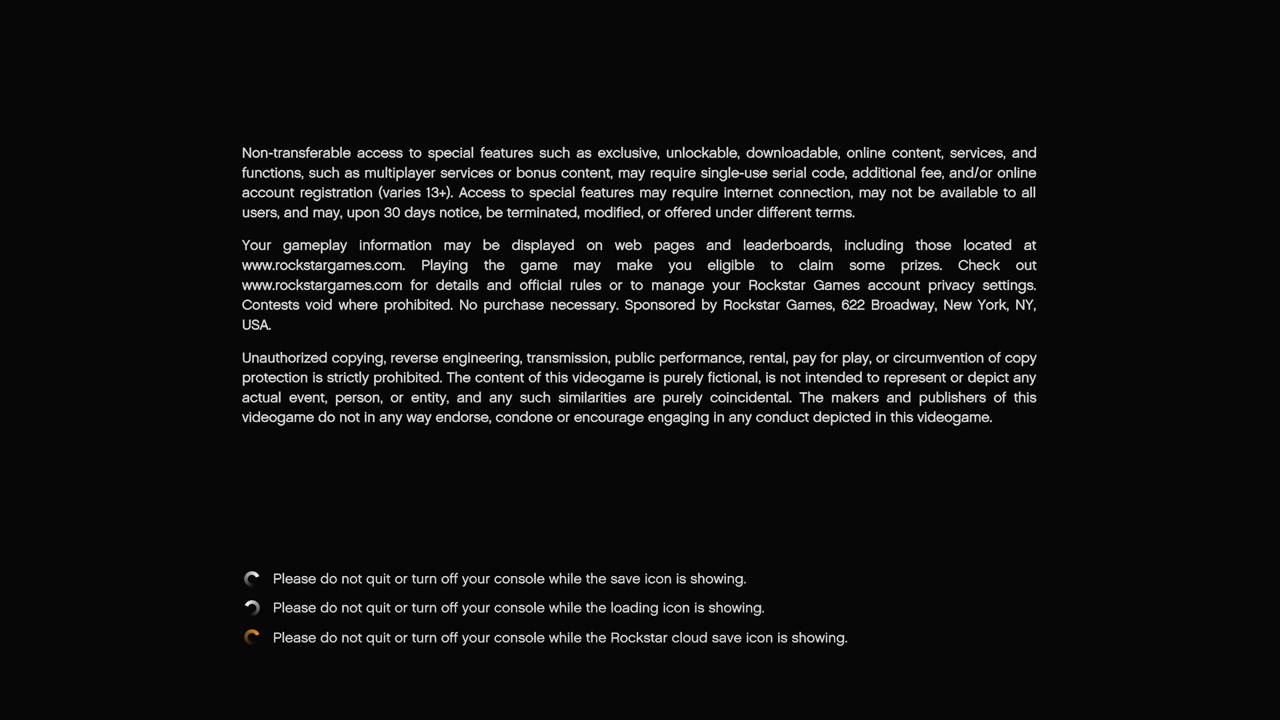 Non-transferable access to special features such as exclusive, unlockable, downloadable, online content, services, and
functions, such as multiplayer services or bonus content, may require single-use serial code, additional fee, and/or online
account registration (varies 13+). Access to special features may require internet connection, may not be available to all
users, and may, upon 30 days notice, be terminated, modified, or offered under different terms.
Your gameplay information may be displayed on web pages and leaderboards, including those located at
www.rockstargames.com. Playing the game may make you eligible to claim some prizes. Check out
www.rockstargames.com for details and official rules or to manage your Rockstar Games account privacy settings.
Contests void where prohibited. No purchase necessary. Sponsored by Rockstar Games, 622 Broadway, New York, NY,
USA.
Unauthorized copying, reverse engineering, transmission, public performance, rental, pay for play, or circumvention of copy
protection is strictly prohibited. The content of this videogame is purely fictional, is not intended to represent or depict any
actual event, person, or entity, and any such similarities are purely coincidental. The makers and publishers of this
videogame do not in any way endorse, condone or encourage engaging in any conduct depicted in this videogame.
Please do not quit or turn off your console while the save icon is showing.
Please do not quit or turn off your console while the loading icon is showing.
Please do not quit or turn off your console while the Rockstar cloud save icon is showing.